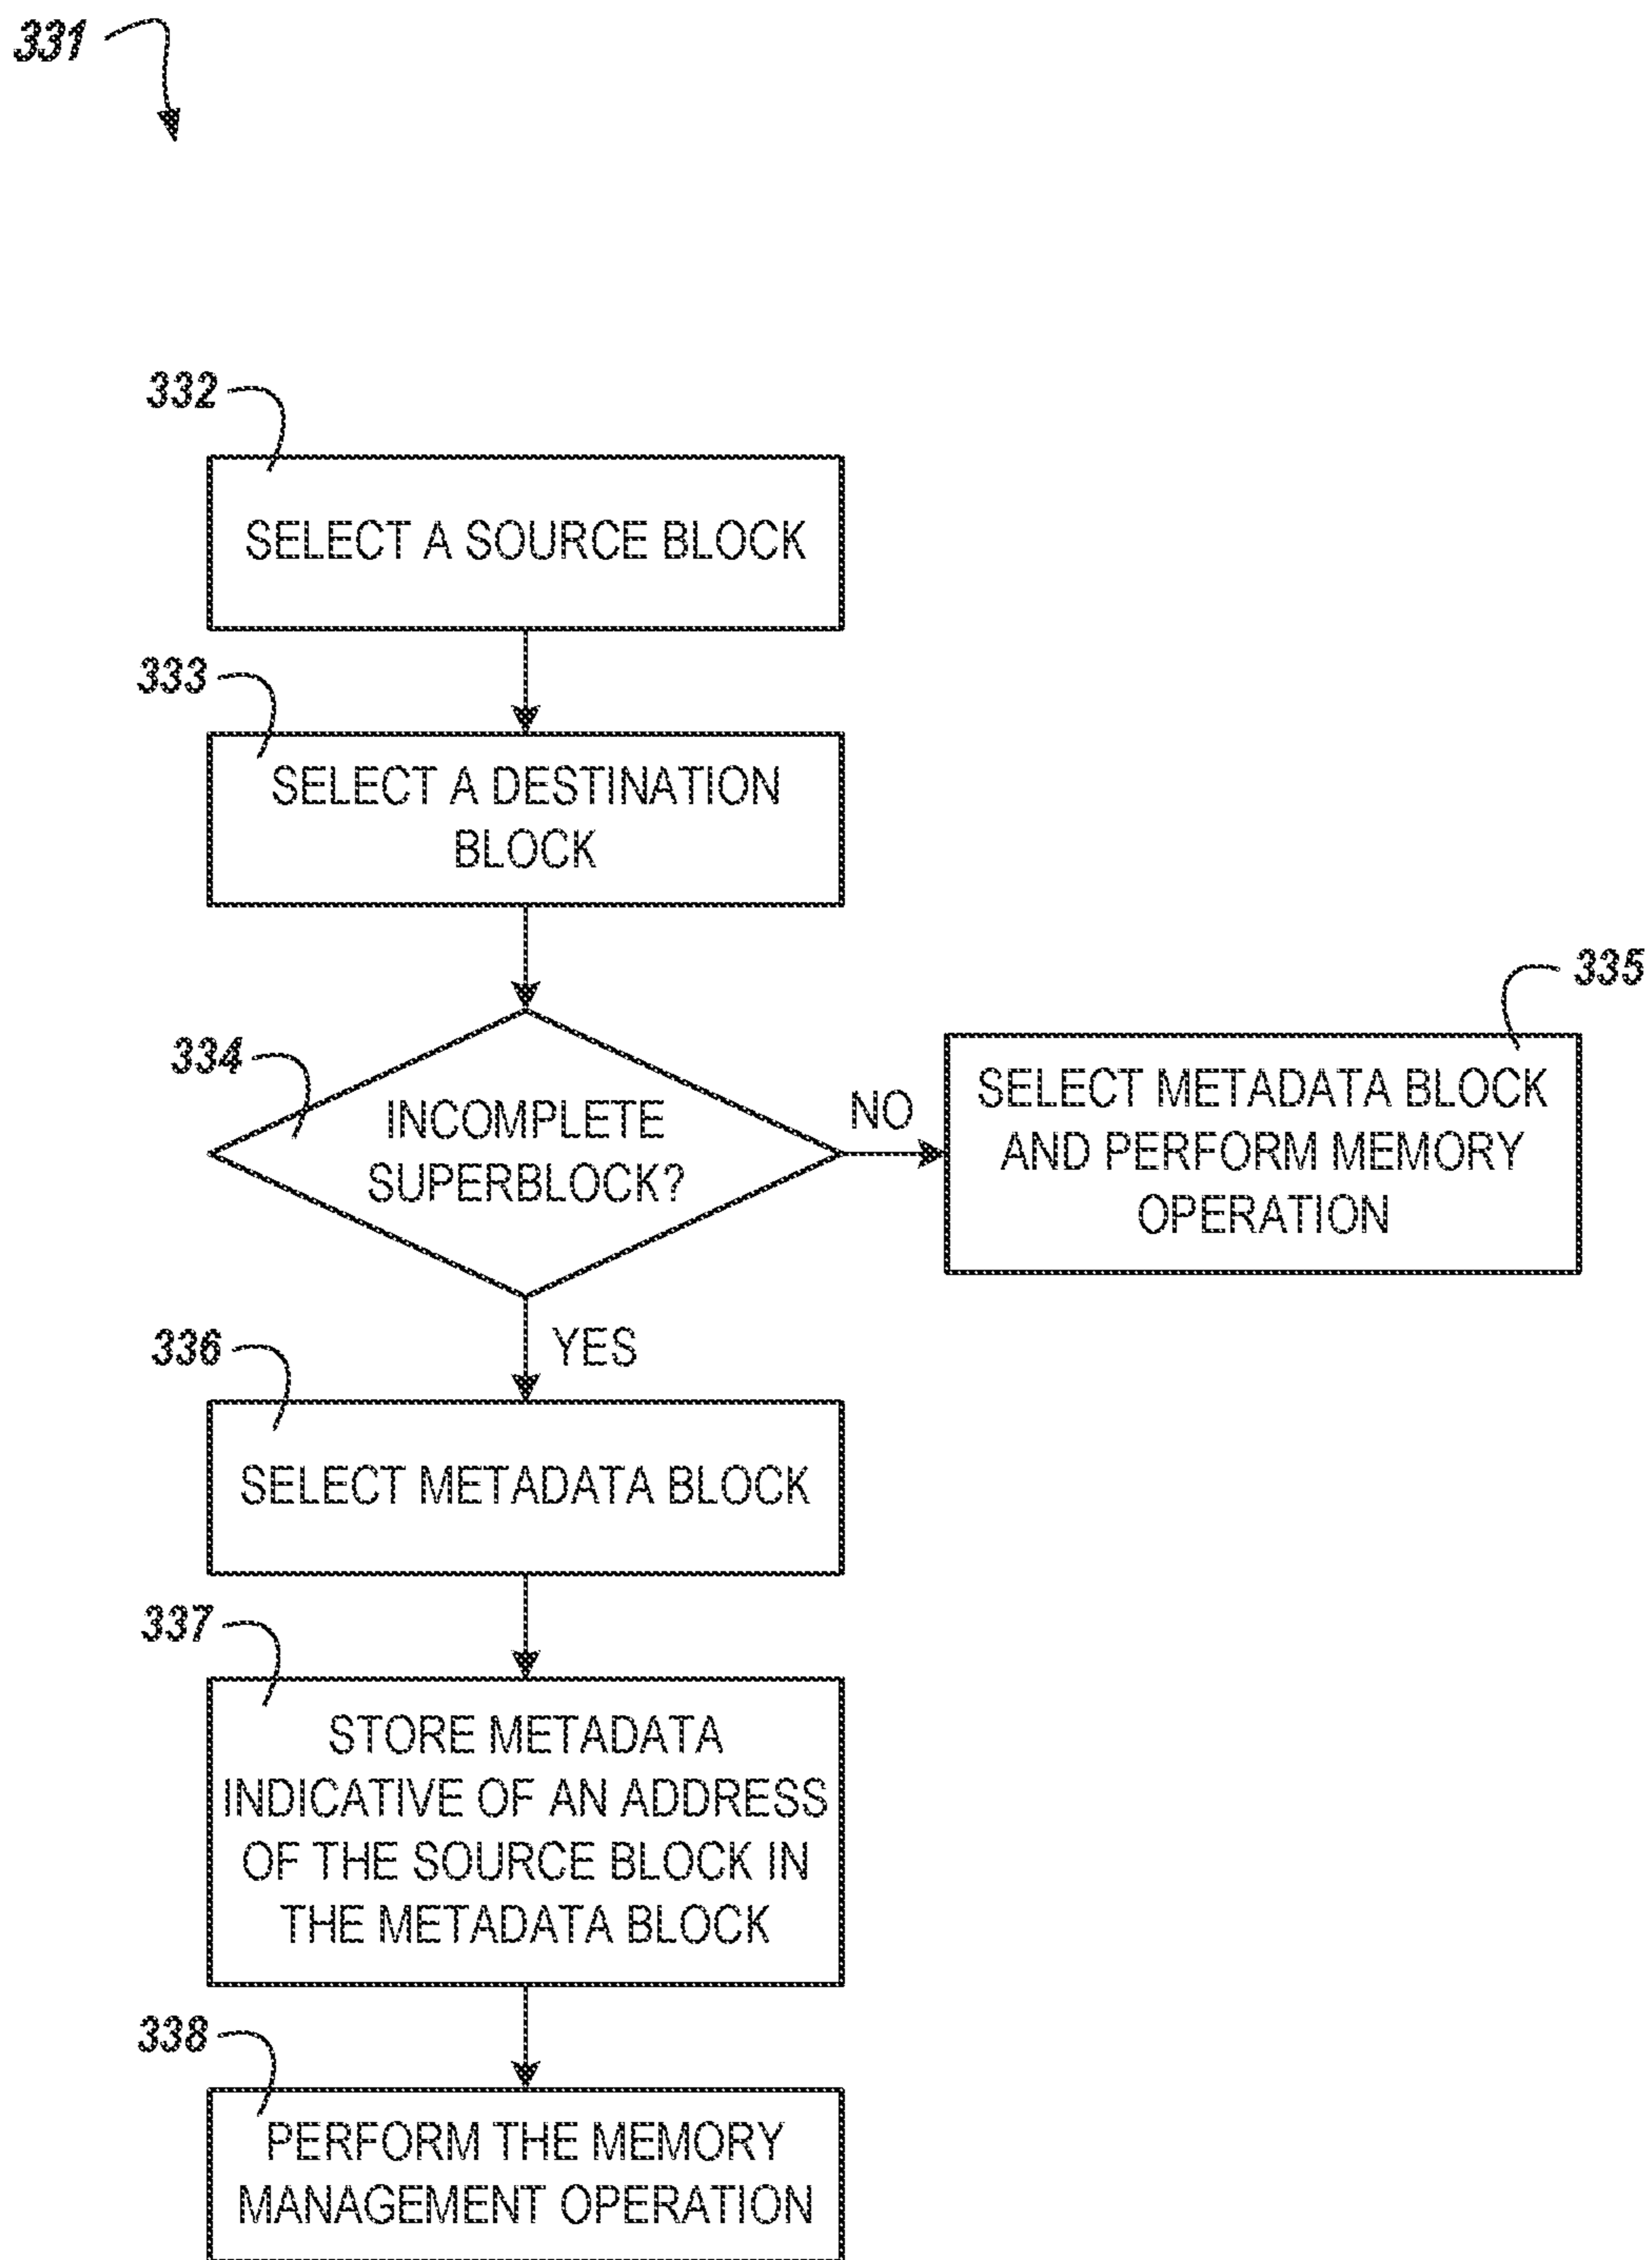 331
332
SELECT A SOURCE BLOCK
333
SELECT A DESTINATION
BLOCK
334
INCOMPLETE
SUPERBLOCK?
NO
335
SELECT METADATA BLOCK
AND PERFORM MEMORY
OPERATION
YES
336
SELECT METADATA BLOCK
337
STORE METADATA
INDICATIVE OF AN ADDRESS
OF THE SOURCE BLOCK IN
THE METADATA BLOCK
338
PERFORM THE MEMORY
MANAGEMENT OPERATION